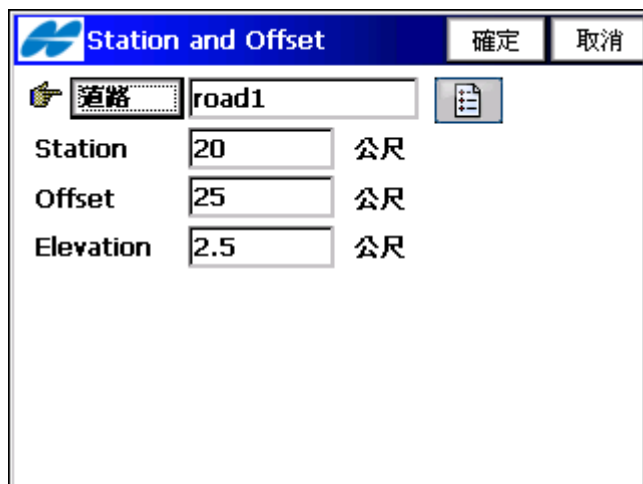 Station and Offset 確定 取消
道路 road1
Station 20 公尺
Offset 25 公尺
Elevation 2.5 公尺